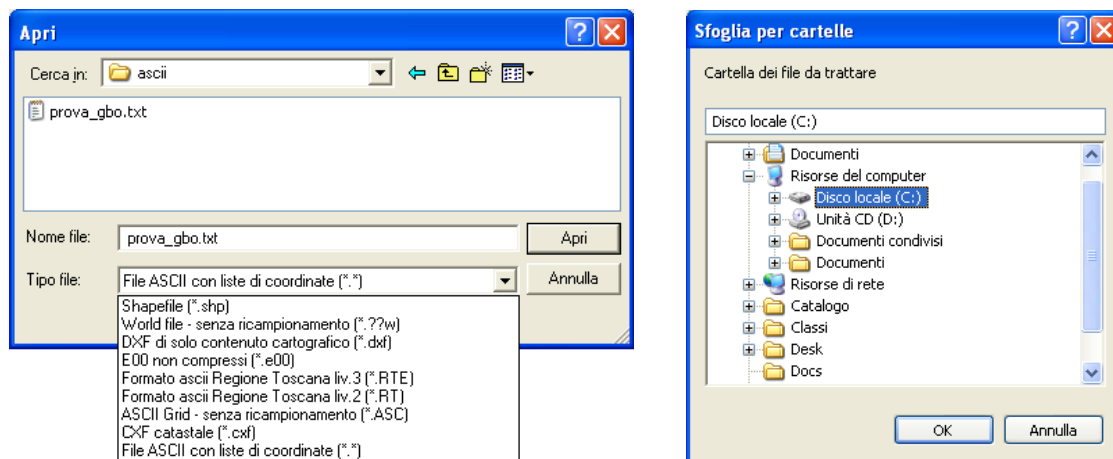 Apri
Cerca in: ascii
prova_gbo.txt
Nome file: prova_gbo.txt Apri
Tipo file: File ASCII con liste di coordinate (*.*) Annulla
Shapefile (*.shp)
World file - senza ricampionamento (*.??w)
DXF di solo contenuto cartografico (*.dxf)
E00 non compressi (*.e00)
Formato ascii Regione Toscana liv.3 (*.RTE)
Formato ascii Regione Toscana liv.2 (*.RT)
ASCII Grid - senza ricampionamento (*.ASC)
CXF catastale (*.cxf)
File ASCII con liste di coordinate (*.*)
Sfoglia per cartelle
Cartella dei file da trattare
Disco locale (C:)
Documenti
Risorse del computer
Disco locale (C:)
Unità CD (D:)
Documenti condivisi
Documenti
Risorse di rete
Catalogo
Classi
Desk
Docs
OK Annulla